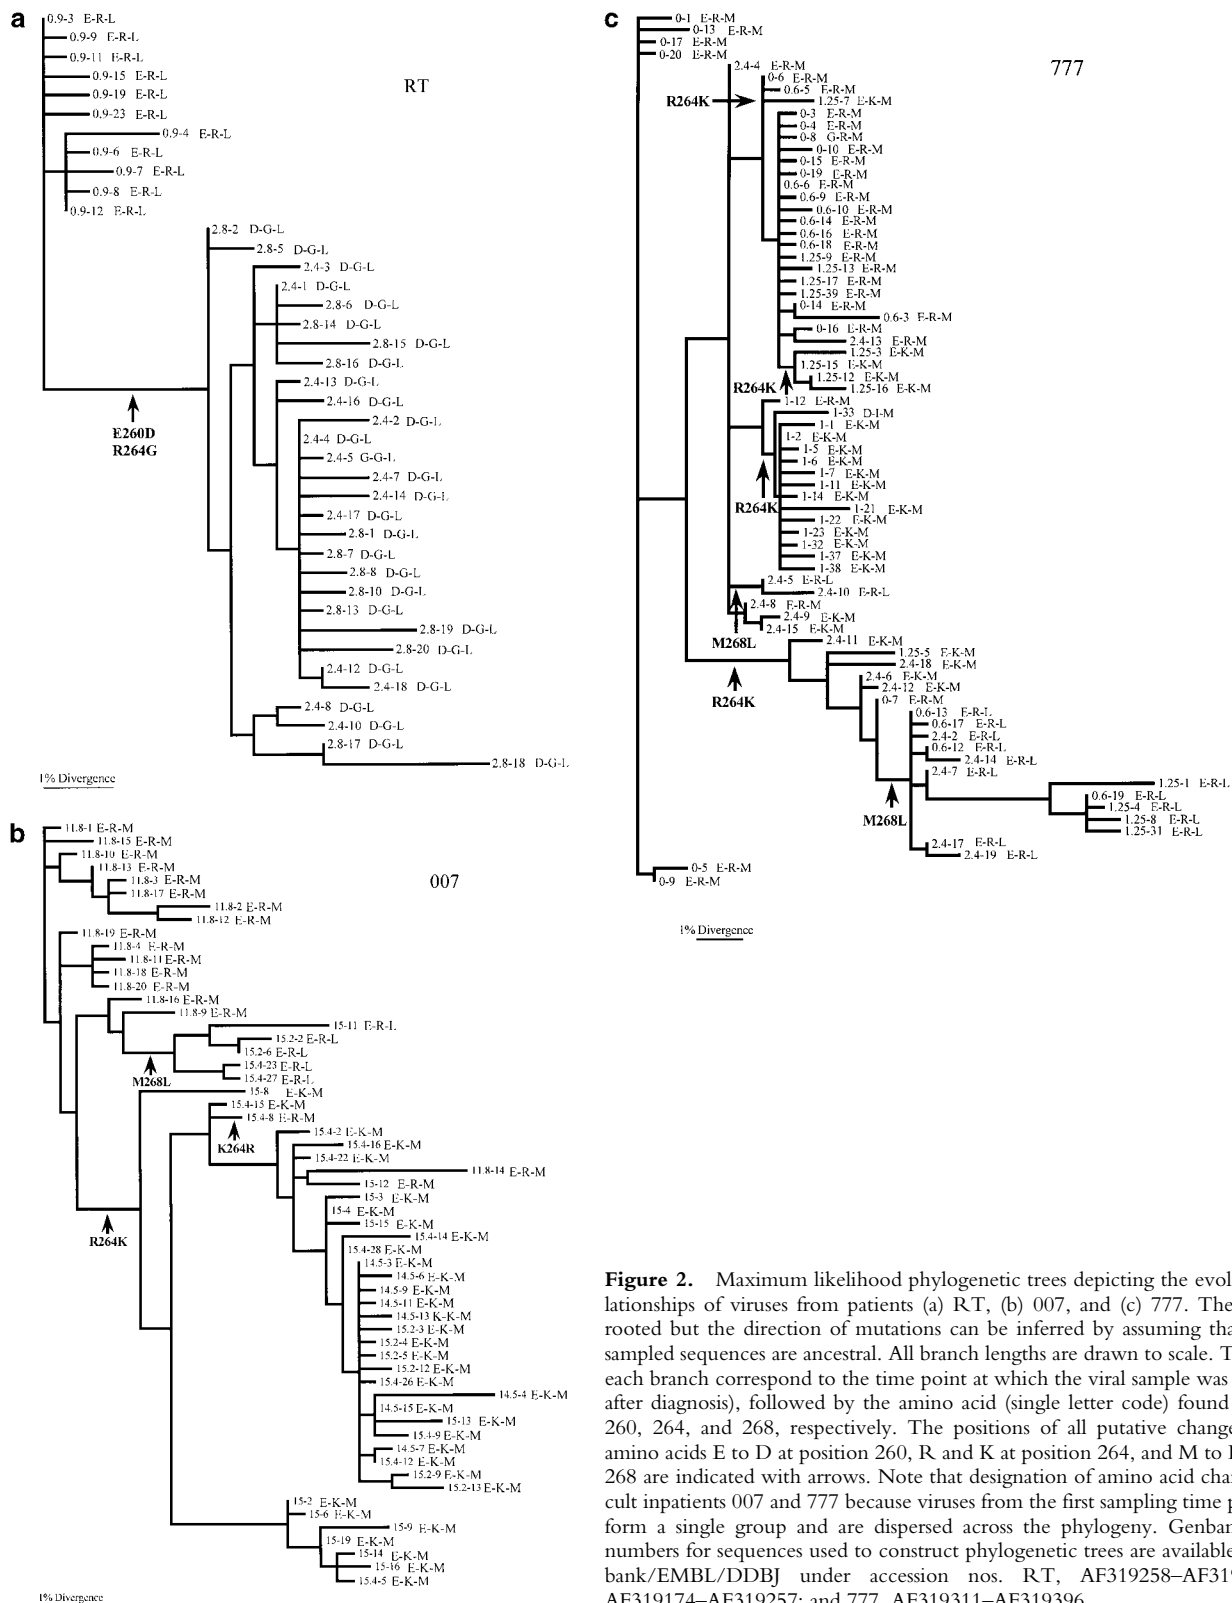 a
RT
0.9-3 E-R-L
0.9-9 E-R-L
0.9-11 E-R-L
0.9-15 E-R-L
0.9-19 E-R-L
0.9-23 E-R-L
0.9-4 E-R-L
0.9-6 E-R-L
0.9-7 E-R-L
0.9-8 E-R-L
0.9-12 E-R-L
2.8-2 D-G-L
2.8-5 D-G-L
2.4-3 D-G-L
2.4-1 D-G-L
2.8-6 D-G-L
2.8-14 D-G-L
2.8-15 D-G-L
2.8-16 D-G-L
2.4-13 D-G-L
2.4-16 D-G-L
2.4-2 D-G-L
2.4-4 D-G-L
2.4-5 G-G-L
2.4-7 D-G-L
2.4-14 D-G-L
2.4-17 D-G-L
2.8-1 D-G-L
2.8-7 D-G-L
2.8-8 D-G-L
2.8-10 D-G-L
2.8-13 D-G-L
2.8-19 D-G-L
2.8-20 D-G-L
2.4-12 D-G-L
2.4-18 D-G-L
2.4-8 D-G-L
2.4-10 D-G-L
2.8-17 D-G-L
2.8-18 D-G-L
E260D
R264G
1% Divergence
b
007
11.8-1 E-R-M
11.8-15 E-R-M
11.8-10 E-R-M
11.8-13 E-R-M
11.8-3 E-R-M
11.8-17 E-R-M
11.8-2 E-R-M
11.8-12 E-R-M
11.8-19 E-R-M
11.8-4 E-R-M
11.8-11 E-R-M
11.8-18 E-R-M
11.8-20 E-R-M
11.8-16 E-R-M
11.8-9 E-R-M
15-11 E-R-L
15.2-2 E-R-L
15.2-6 E-R-L
15.4-23 E-R-L
15.4-27 E-R-L
M268L
15-8 E-K-M
15.4-15 E-K-M
15.4-8 E-R-M
K264R
15.4-2 E-K-M
15.4-16 E-K-M
15.4-22 E-K-M
11.8-14 E-R-M
15-12 E-R-M
15-3 E-K-M
15-4 E-K-M
15-15 E-K-M
15.4-14 E-K-M
15.4-28 E-K-M
14.5-3 E-K-M
14.5-6 E-K-M
14.5-9 E-K-M
14.5-11 E-K-M
14.5-13 K-K-M
15.2-3 E-K-M
15.2-4 E-K-M
15.2-5 E-K-M
15.2-12 E-K-M
15.4-26 E-K-M
14.5-4 E-K-M
14.5-15 E-K-M
15-13 E-K-M
15.4-9 E-K-M
14.5-7 E-K-M
15.4-12 E-K-M
15.2-9 E-K-M
15.2-13 E-K-M
R264K
15-2 E-K-M
15-6 E-K-M
15-9 E-K-M
15-19 E-K-M
15-14 E-K-M
15-16 E-K-M
15.4-5 E-K-M
1% Divergence
c
777
0-1 E-R-M
0-13 E-R-M
0-17 E-R-M
0-20 E-R-M
2.4-4 E-R-M
0-6 E-R-M
0.6-5 E-R-M
R264K
1.25-7 E-K-M
0-3 E-R-M
0-4 E-R-M
0-8 G-R-M
0-10 E-R-M
0-15 E-R-M
0-19 E-R-M
0.6-6 E-R-M
0.6-9 E-R-M
0.6-10 E-R-M
0.6-14 E-R-M
0.6-16 E-R-M
0.6-18 E-R-M
1.25-9 E-R-M
1.25-13 E-R-M
1.25-17 E-R-M
1.25-39 E-R-M
0-14 E-R-M
0.6-3 E-R-M
0-16 E-R-M
2.4-13 E-R-M
1.25-3 E-K-M
1.25-15 E-K-M
1.25-12 E-K-M
1.25-16 E-K-M
R264K
1-12 E-R-M
1-33 D-I-M
1-1 E-K-M
1-2 E-K-M
1-5 E-K-M
1-6 E-K-M
1-7 E-K-M
1-11 E-K-M
1-14 E-K-M
1-21 E-K-M
1-22 E-K-M
1-23 E-K-M
1-32 E-K-M
1-37 E-K-M
1-38 E-K-M
R264K
2.4-5 E-R-L
2.4-10 E-R-L
2.4-8 E-R-M
2.4-9 E-K-M
2.4-15 E-K-M
M268L
2.4-11 E-K-M
1.25-5 E-K-M
2.4-18 E-K-M
2.4-6 E-K-M
2.4-12 E-K-M
0-7 E-R-M
R264K
0.6-13 E-R-L
0.6-17 E-R-L
2.4-2 E-R-L
0.6-12 E-R-L
2.4-14 E-R-L
2.4-7 E-R-L
1.25-1 E-R-L
0.6-19 E-R-L
1.25-4 E-R-L
1.25-8 E-R-L
1.25-31 E-R-L
M268L
2.4-17 E-R-L
2.4-19 E-R-L
0-5 E-R-M
0-9 E-R-M
1% Divergence
Figure 2. Maximum likelihood phylogenetic trees depicting the evol
lationships of viruses from patients (a) RT, (b) 007, and (c) 777. The
rooted but the direction of mutations can be inferred by assuming tha
sampled sequences are ancestral. All branch lengths are drawn to scale. T
each branch correspond to the time point at which the viral sample was
after diagnosis), followed by the amino acid (single letter code) found
260, 264, and 268, respectively. The positions of all putative change
amino acids E to D at position 260, R and K at position 264, and M to
268 are indicated with arrows. Note that designation of amino acid chan
cult inpatients 007 and 777 because viruses from the first sampling time p
form a single group and are dispersed across the phylogeny. Genban
numbers for sequences used to construct phylogenetic trees are available
bank/EMBL/DDBJ under accession nos. RT, AF319258–AF319
AF319174–AF319257; and 777, AF319311–AF319396.